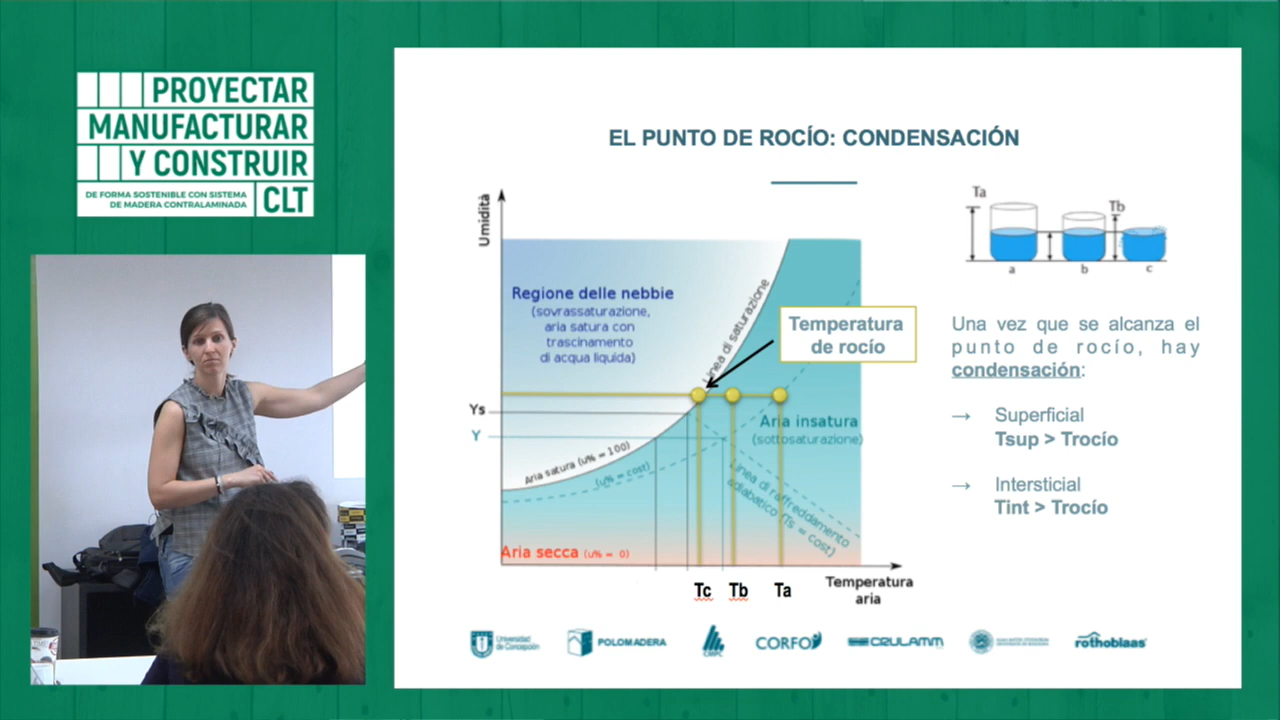 PROYECTAR
MANUFACTURAR
Y CONSTRUIR
DE FORMA SOSTENIBLE CON SISTEMA
DE MADERA CONTRALAMINADA
CLT
EL PUNTO DE ROCÍO: CONDENSACIÓN
Umidità
Regione delle nebbie
(sovrassaturazione,
aria satura con
trascinamento
di acqua liquida)
Linea di saturazione
Temperatura
de rocío
Ys
Y
Aria insatura
(sottosaturazione)
Aria satura (u% = 100)
(u% = cost)
Linea di raffreddamento
adiabatico (Ts = cost)
Aria secca (u% = 0)
Tc
Tb
Ta
Temperatura
aria
Ta
Tb
a
b
c
Una vez que se alcanza el
punto de rocío, hay
condensación:
→ Superficial
Tsup > Trocío
→ Intersticial
Tint > Trocío
Universidad
de Concepción
POLOMADERA
CMPC
CORFO
CRULAMM
rothoblaas